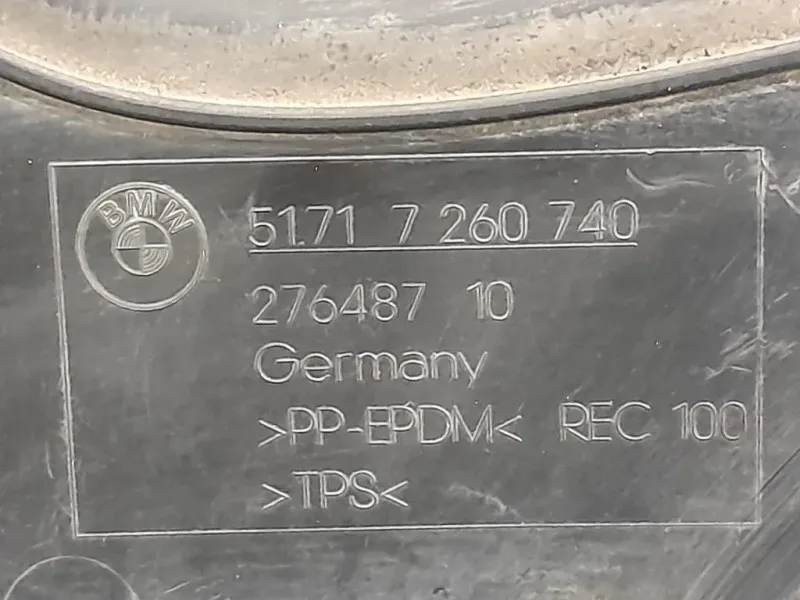 BMW
51.71 7 260 740
276487 10
Germany
>PP-EPDM< REC 100
>TPS<